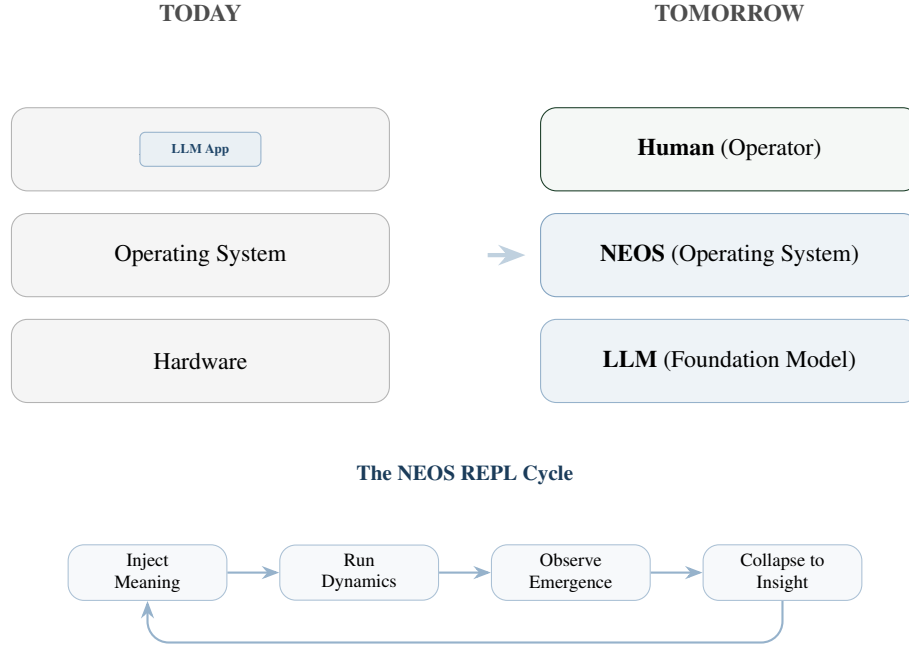 TODAY
TOMORROW
LLM App
Human (Operator)
Operating System
NEOS (Operating System)
Hardware
LLM (Foundation Model)
The NEOS REPL Cycle
Inject
Meaning
Run
Dynamics
Observe
Emergence
Collapse to
Insight